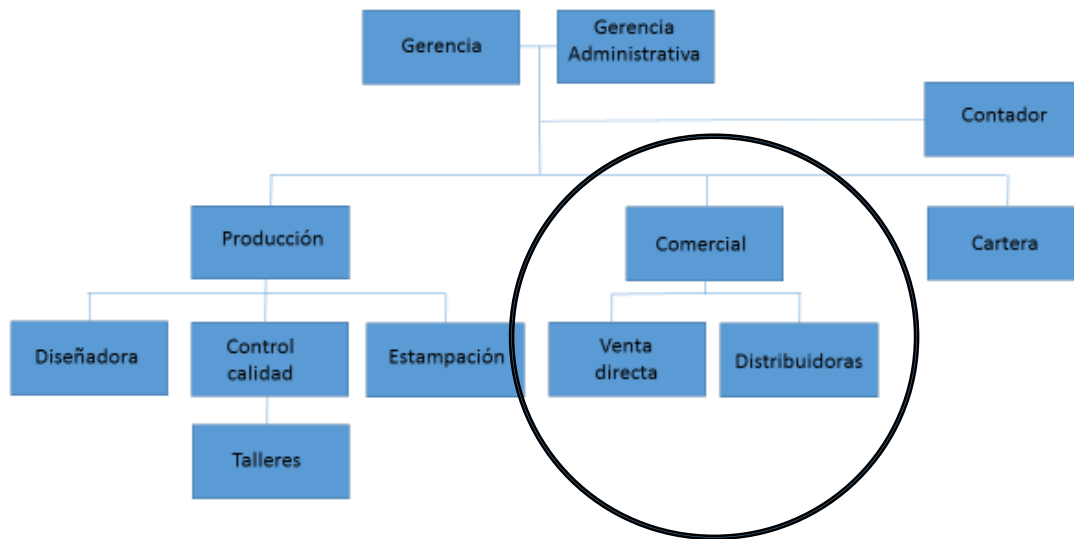 Gerencia
Gerencia
Administrativa
Contador
Producción
Comercial
Cartera
Diseñadora
Control
calidad
Estampación
Venta
directa
Distribuidoras
Talleres